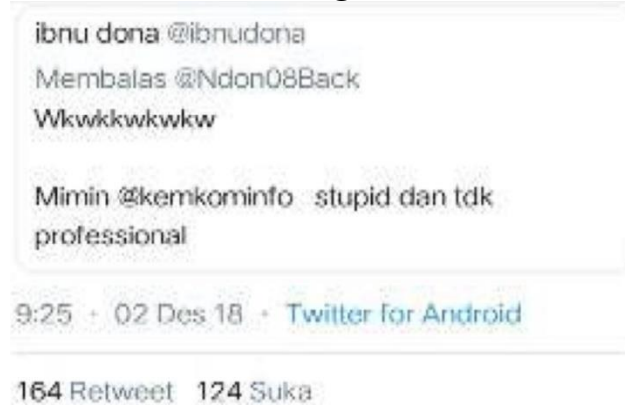 ibnu dona @ibnudona
Membalas @Ndon08Back
Wkwkkwkwkw
Mimin @kemkominfo stupid dan tdk
professional
9:25 · 02 Des 18 · Twitter for Android
164 Retweet 124 Suka